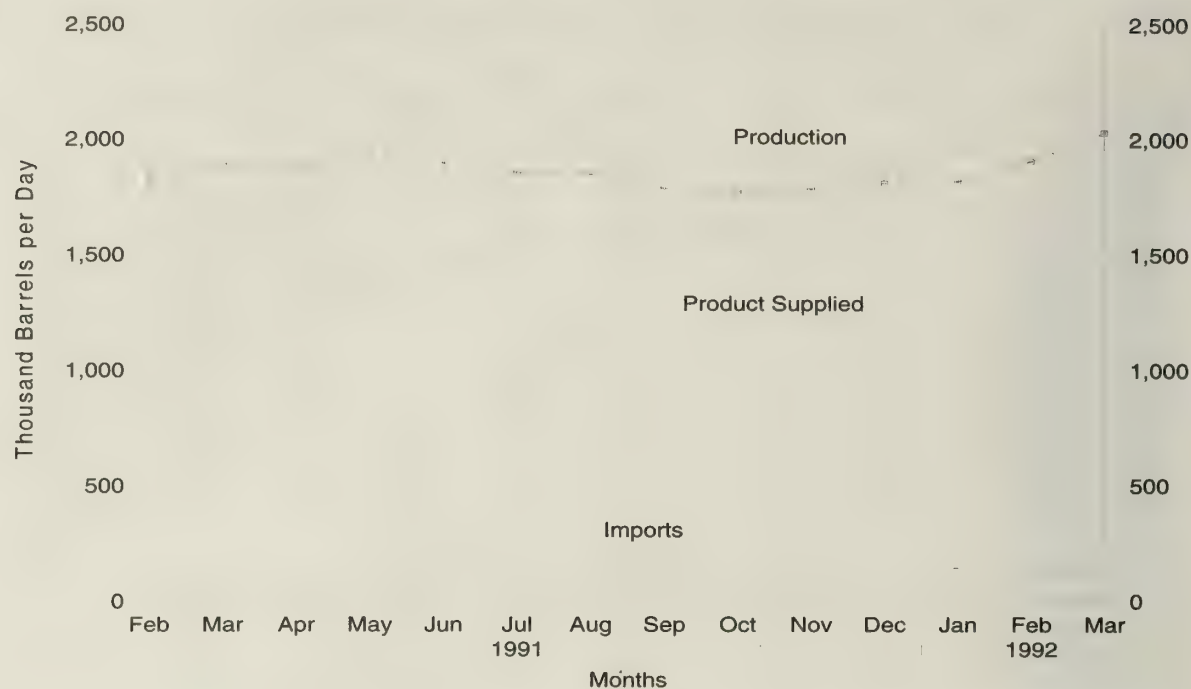 2,500 2,500
Production
2,000 2,000
1,500 1,500
Product Supplied
1,000 1,000
500 500
Imports
0 0
Thousand Barrels per Day
Feb Mar Apr May Jun Jul Aug Sep Oct Nov Dec Jan Feb Mar
1991 1992
Months